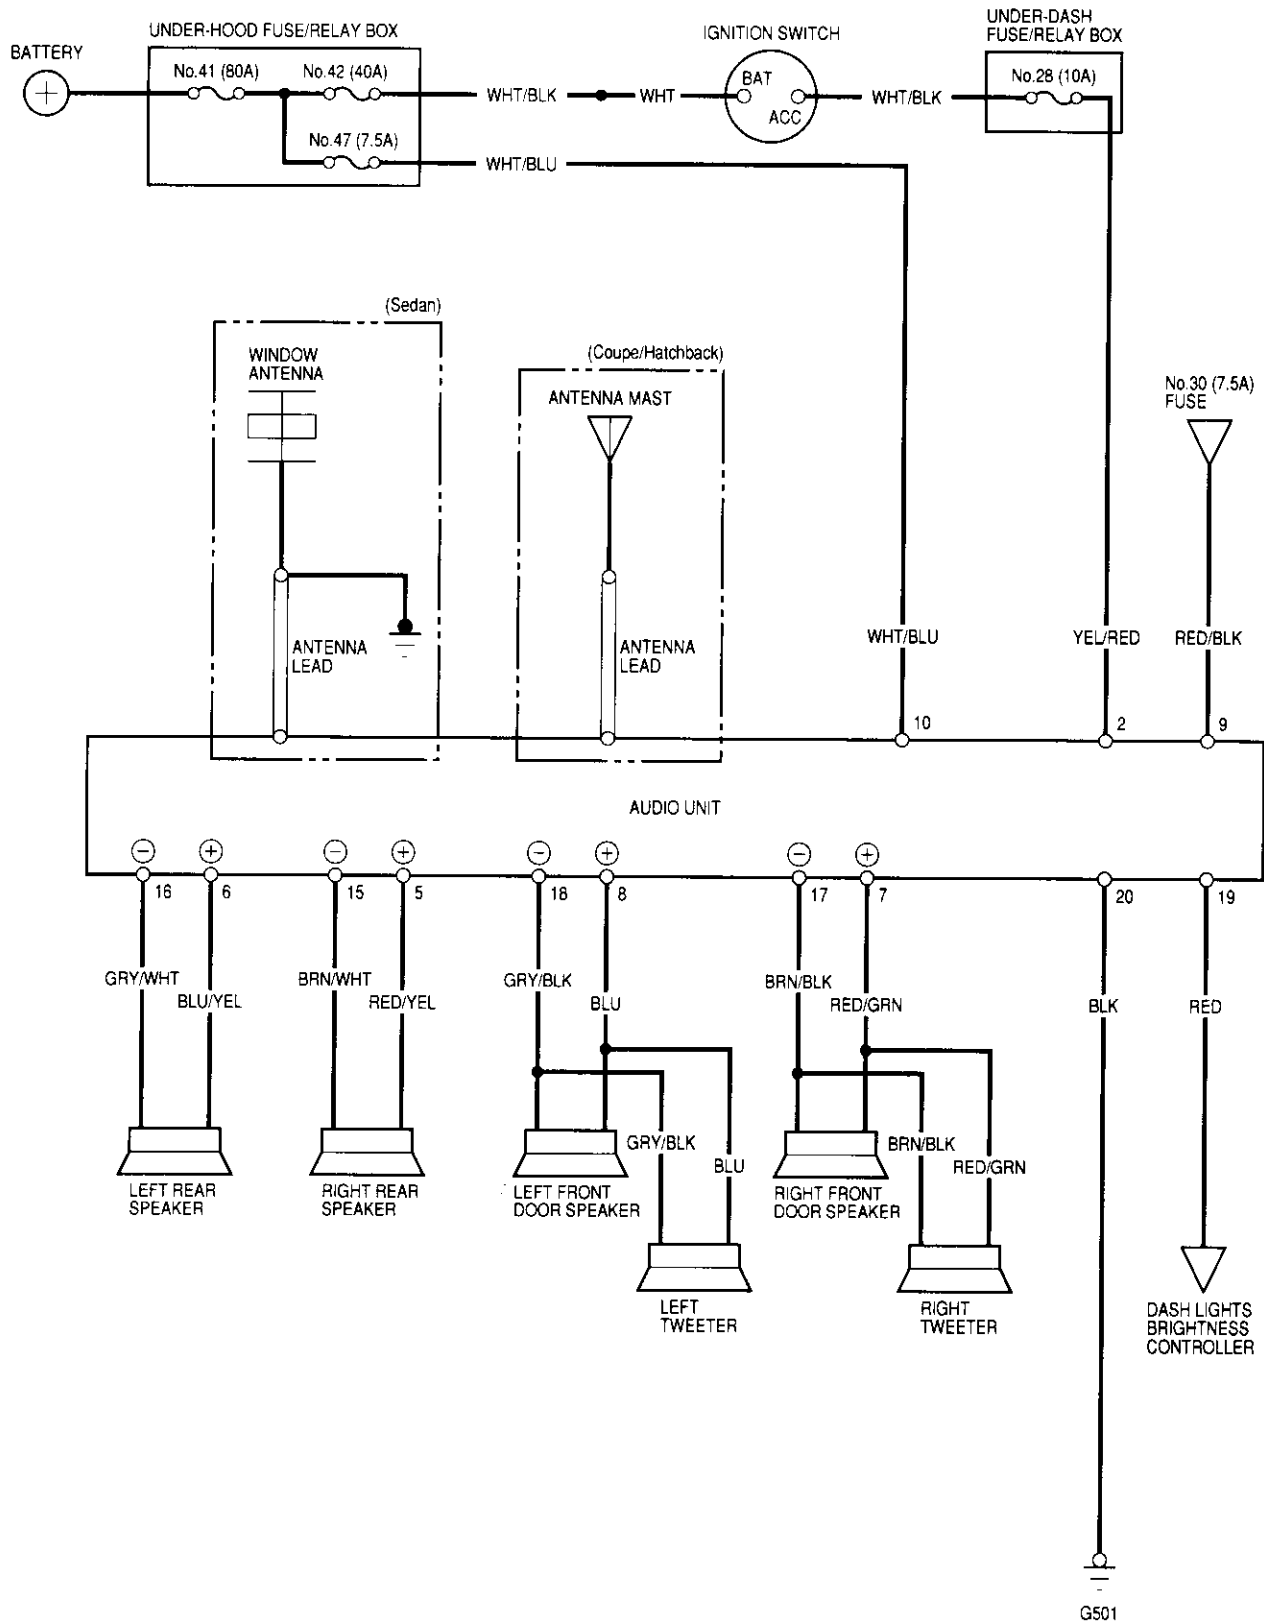 BATTERY
UNDER-HOOD FUSE/RELAY BOX
No.41 (80A)
No.42 (40A)
No.47 (7.5A)
WHT/BLK
WHT
WHT/BLU
IGNITION SWITCH
BAT
ACC
WHT/BLK
UNDER-DASH
FUSE/RELAY BOX
No.28 (10A)
(Sedan)
WINDOW
ANTENNA
ANTENNA
LEAD
(Coupe/Hatchback)
ANTENNA MAST
ANTENNA
LEAD
No.30 (7.5A)
FUSE
WHT/BLU
YEL/RED
RED/BLK
10
2
9
AUDIO UNIT
16
6
15
5
18
8
17
7
20
19
GRY/WHT
BLU/YEL
BRN/WHT
RED/YEL
GRY/BLK
BLU
BRN/BLK
RED/GRN
BLK
RED
GRY/BLK
BLU
BRN/BLK
RED/GRN
LEFT REAR
SPEAKER
RIGHT REAR
SPEAKER
LEFT FRONT
DOOR SPEAKER
RIGHT FRONT
DOOR SPEAKER
LEFT
TWEETER
RIGHT
TWEETER
DASH LIGHTS
BRIGHTNESS
CONTROLLER
G501